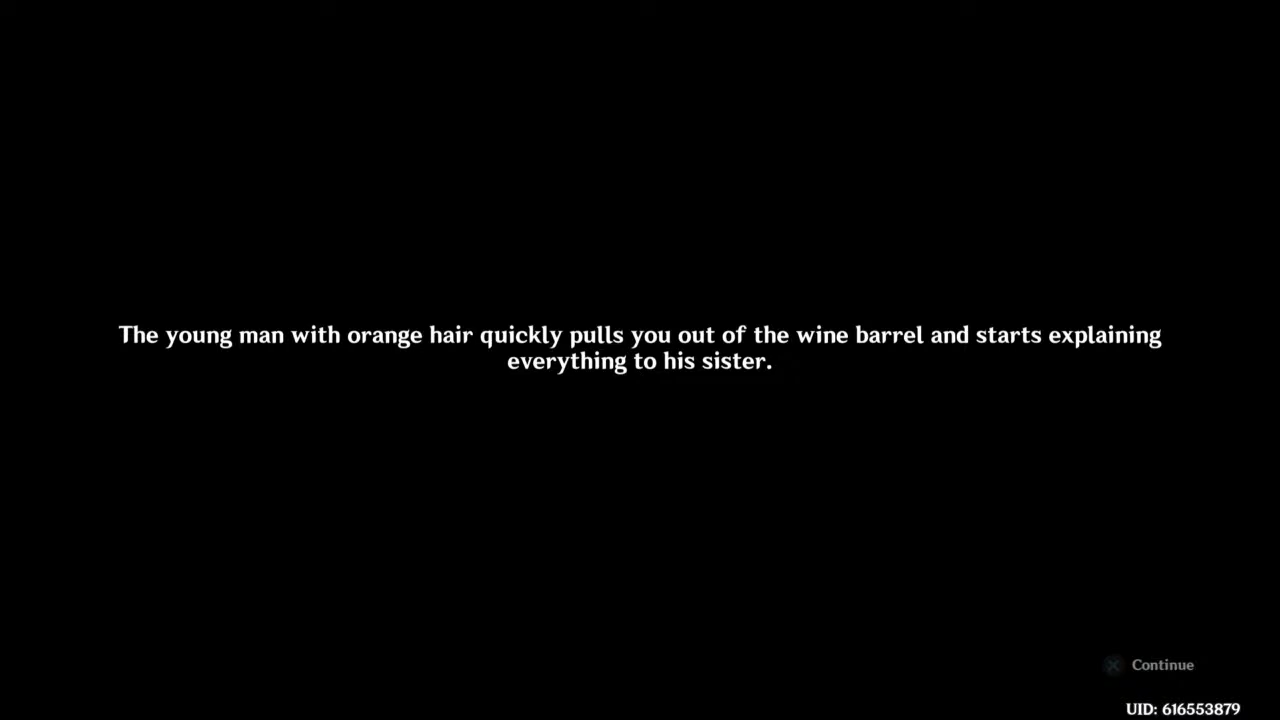 The young man with orange hair quickly pulls you out of the wine barrel and starts explaining
everything to his sister.
Continue
UID: 616553879